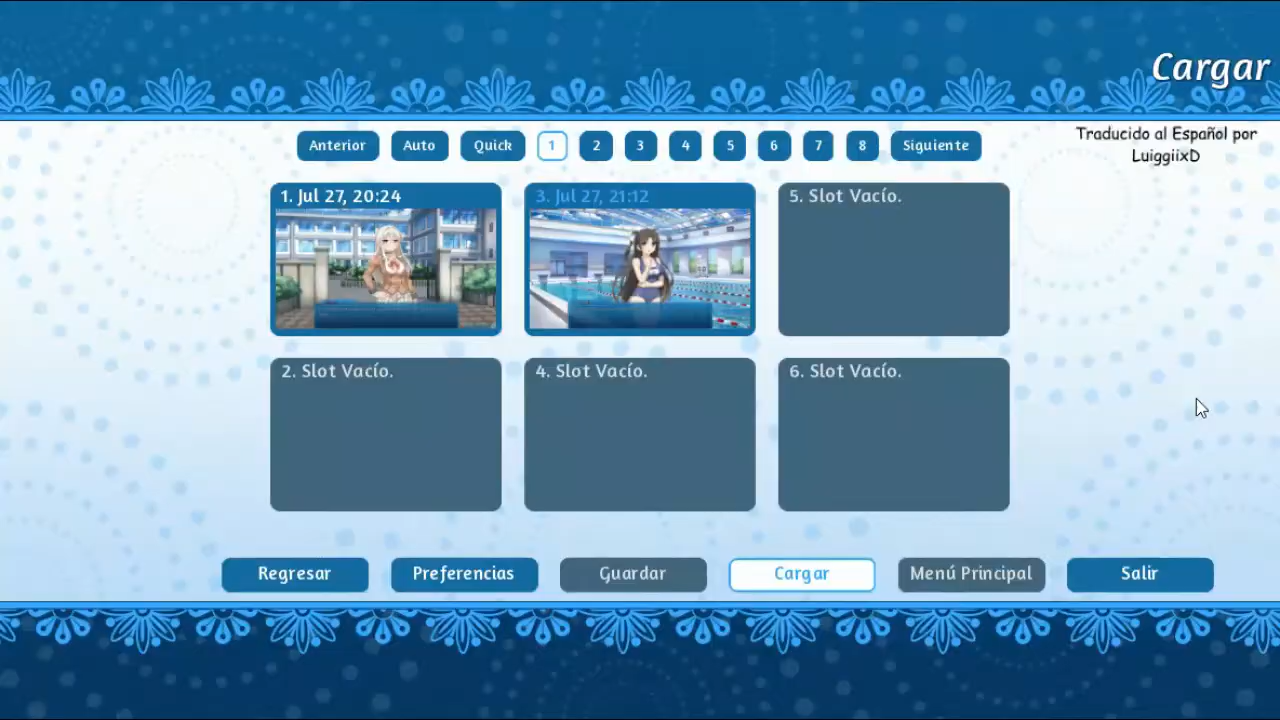 Cargar
Anterior Auto Quick 1 2 3 4 5 6 7 8 Siguiente
Traducido al Español por
LuiggiixD
1. Jul 27, 20:24
3. Jul 27, 21:12
5. Slot Vacío.
2. Slot Vacío.
4. Slot Vacío.
6. Slot Vacío.
Regresar Preferencias Guardar Cargar Menú Principal Salir